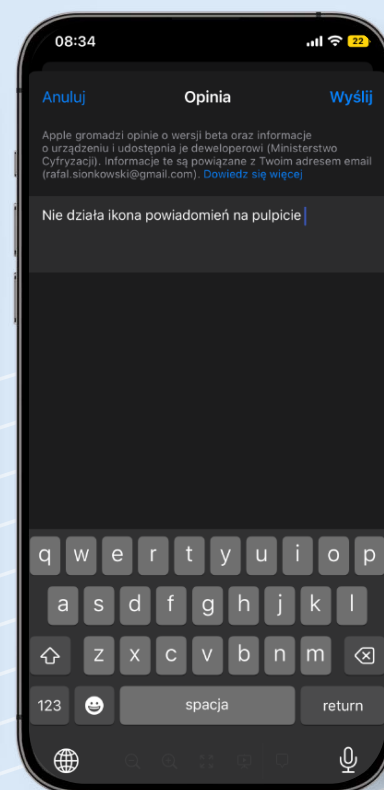 08:34
22
Anuluj Opinia Wyślij
Apple gromadzi opinie o wersji beta oraz informacje
o urządzeniu i udostępnia je deweloperowi (Ministerstwo
Cyfryzacji). Informacje te są powiązane z Twoim adresem email
(rafal.sionkowski@gmail.com). Dowiedz się więcej
Nie działa ikona powiadomień na pulpicie
q w e r t y u i o p
a s d f g h j k l
z x c v b n m
123 spacja return